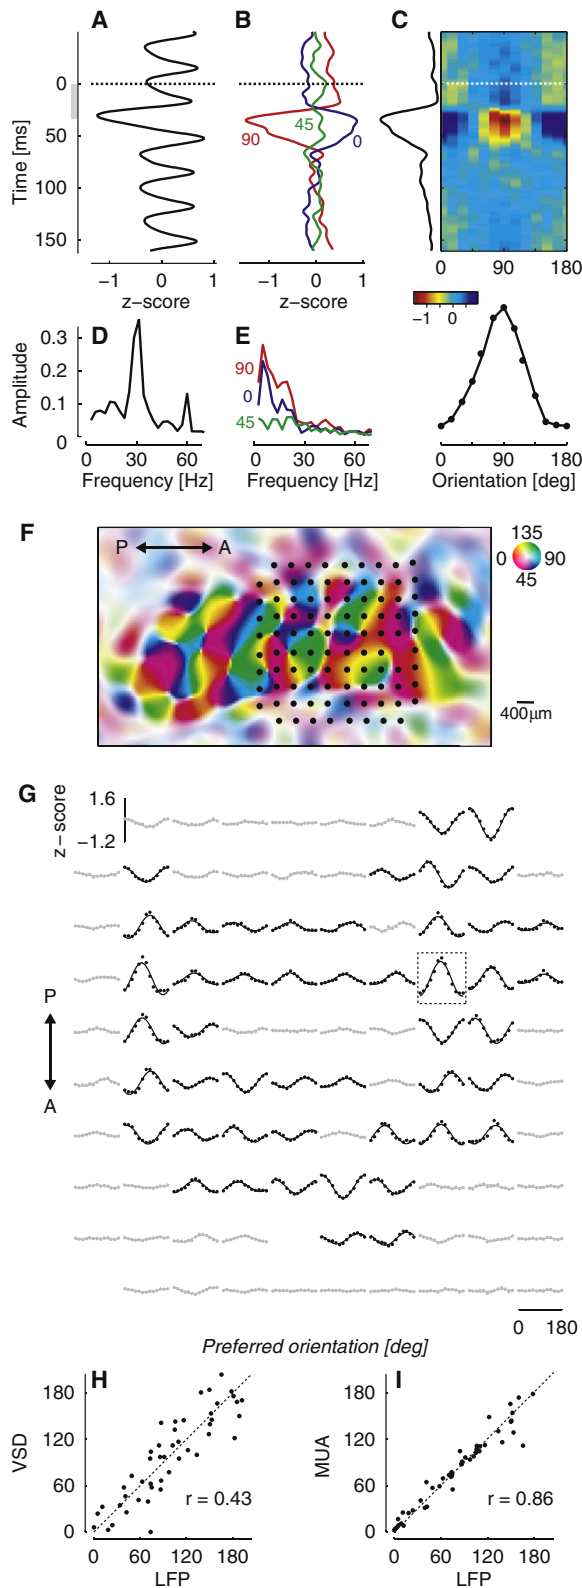 A B C
0
50
100
150
Time [ms]
−1 0 1
z−score
45
90 0
−1 0 1
z−score
0 90 180
−1 0
D
0.3
0.2
0.1
0
Amplitude
0 30 60
Frequency [Hz]
E
90
0
45
0 30 60
Frequency [Hz]
0 90 180
Orientation [deg]
F
P A
135
0 90
45
400μm
G
1.6
−1.2
z−score
P
A
0 180
Preferred orientation [deg]
H
180
120
60
0
VSD
r = 0.43
0 60 120 180
LFP
I
180
120
60
0
MUA
r = 0.86
0 60 120 180
LFP